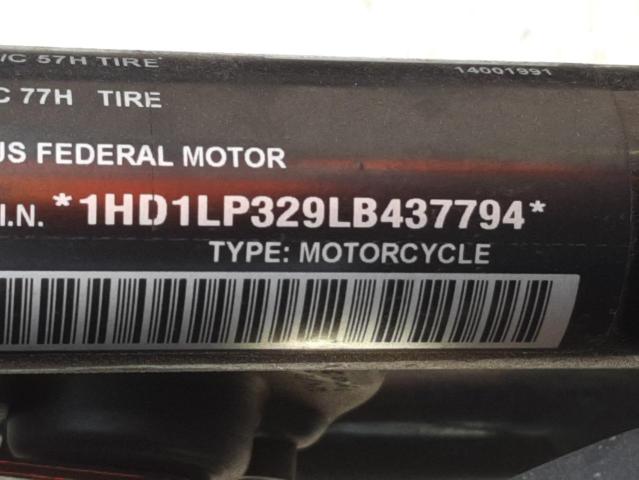 /C 57H TIRE 14001991
C 77H TIRE
US FEDERAL MOTOR
I.N. *1HD1LP329LB437794*
TYPE: MOTORCYCLE